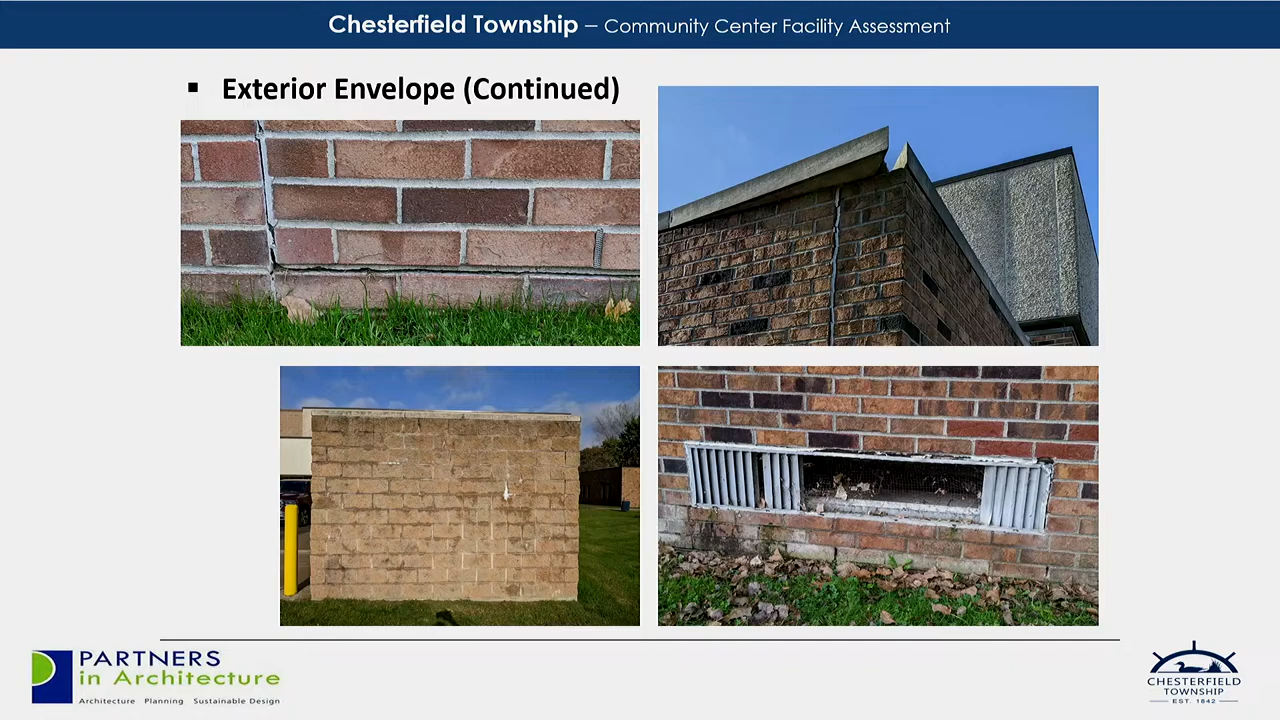 Chesterfield Township – Community Center Facility Assessment
▪ Exterior Envelope (Continued)
PARTNERS
in Architecture
Architecture Planning Sustainable Design
CHESTERFIELD
TOWNSHIP
EST. 1842